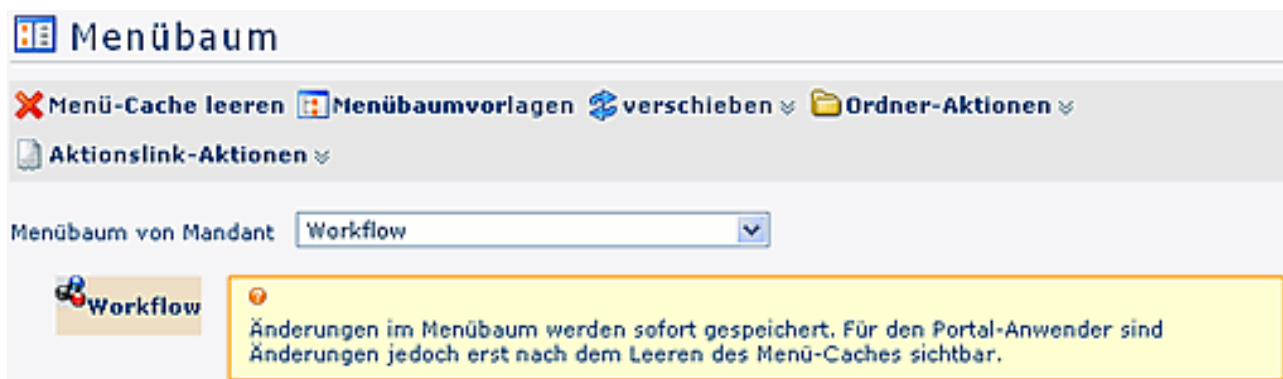 Menübaum
Menü-Cache leeren Menübaumvorlagen verschieben Ordner-Aktionen
Aktionslink-Aktionen
Menübaum von Mandant Workflow
Workflow
Änderungen im Menübaum werden sofort gespeichert. Für den Portal-Anwender sind
Änderungen jedoch erst nach dem Leeren des Menü-Caches sichtbar.